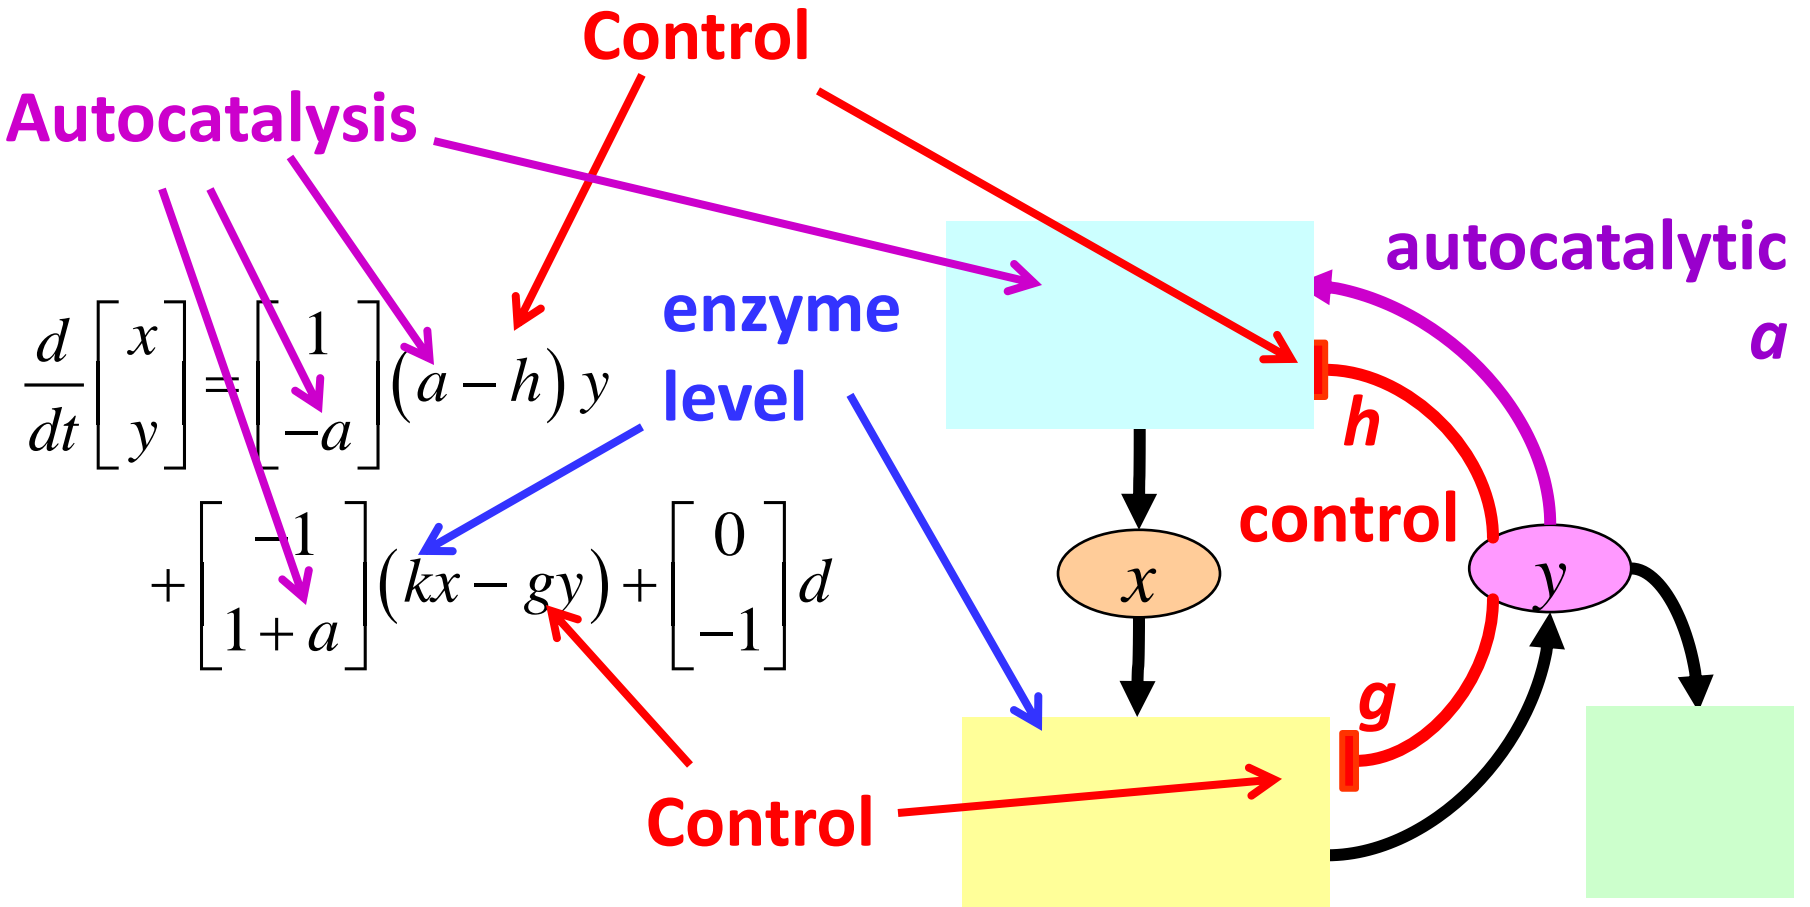 Control
Autocatalysis
autocatalytic
a
enzyme
level
d/dt [x y] = [1 −a] (a − h) y
+ [−1 1 + a] (kx − gy) + [0 −1] d
h
control
x
y
g
Control